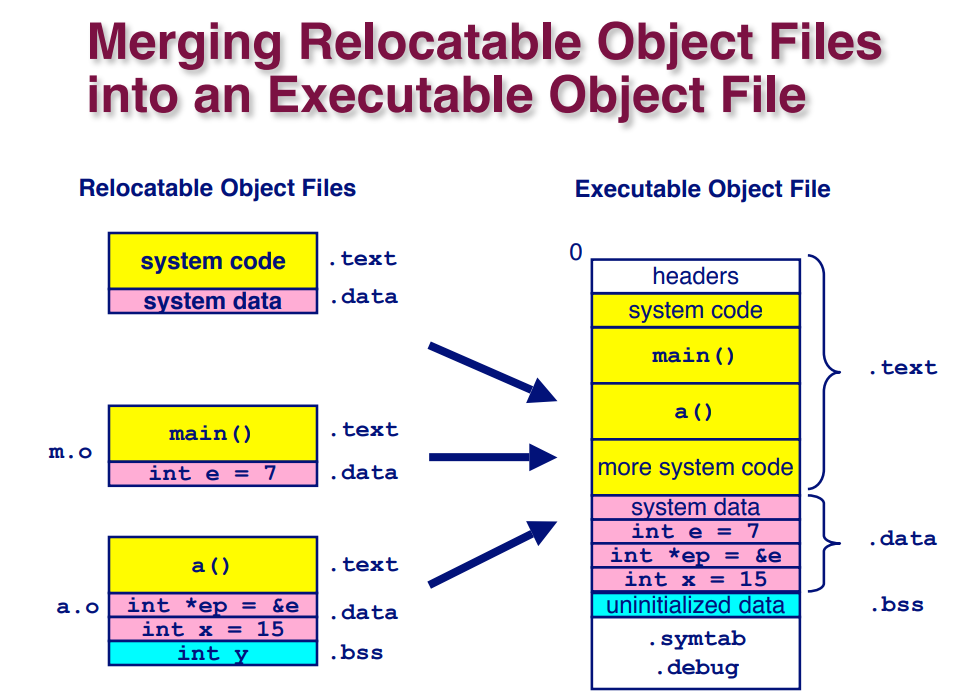 Merging Relocatable Object Files
into an Executable Object File
Relocatable Object Files
system code
.text
system data
.data
m.o
main()
.text
int e = 7
.data
a.o
a()
.text
int *ep = &e
.data
int x = 15
int y
.bss
Executable Object File
0
headers
system code
main()
a()
more system code
.text
system data
int e = 7
int *ep = &e
int x = 15
.data
uninitialized data
.bss
.symtab
.debug